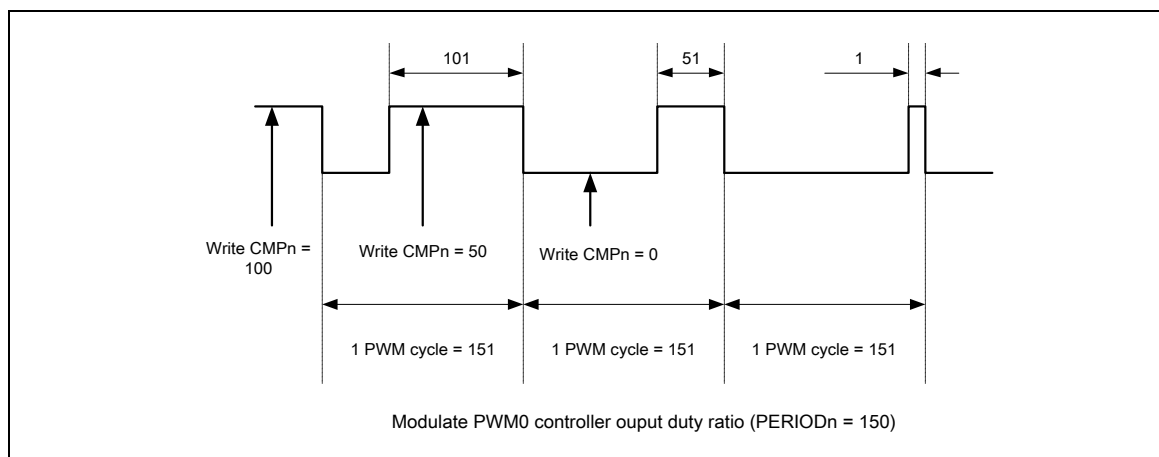 101
51
1
Write CMPn =
100
Write CMPn = 50
Write CMPn = 0
1 PWM cycle = 151
1 PWM cycle = 151
1 PWM cycle = 151
Modulate PWM0 controller ouput duty ratio (PERIODn = 150)